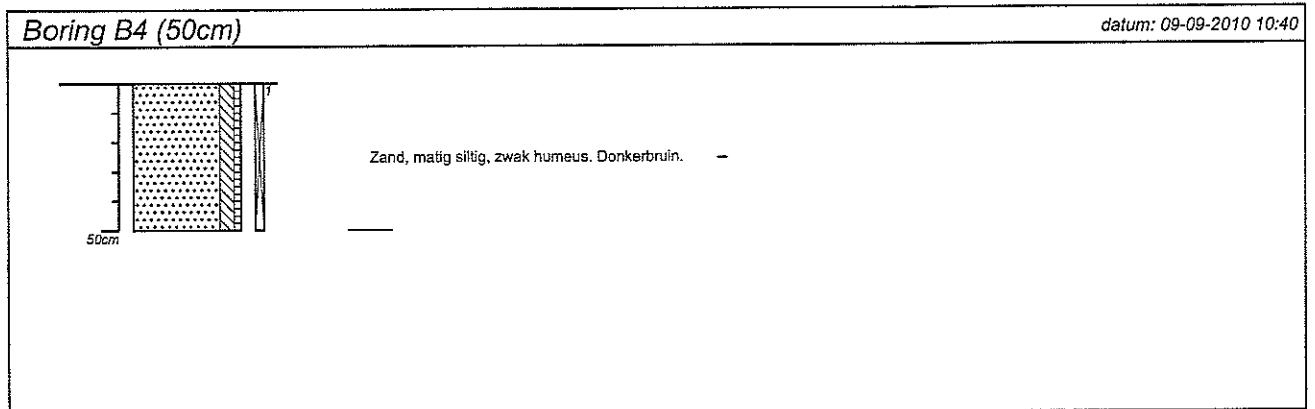 Boring B4 (50cm)
datum: 09-09-2010 10:40
1
Zand, matig siltig, zwak humeus. Donkerbruin. –
50cm